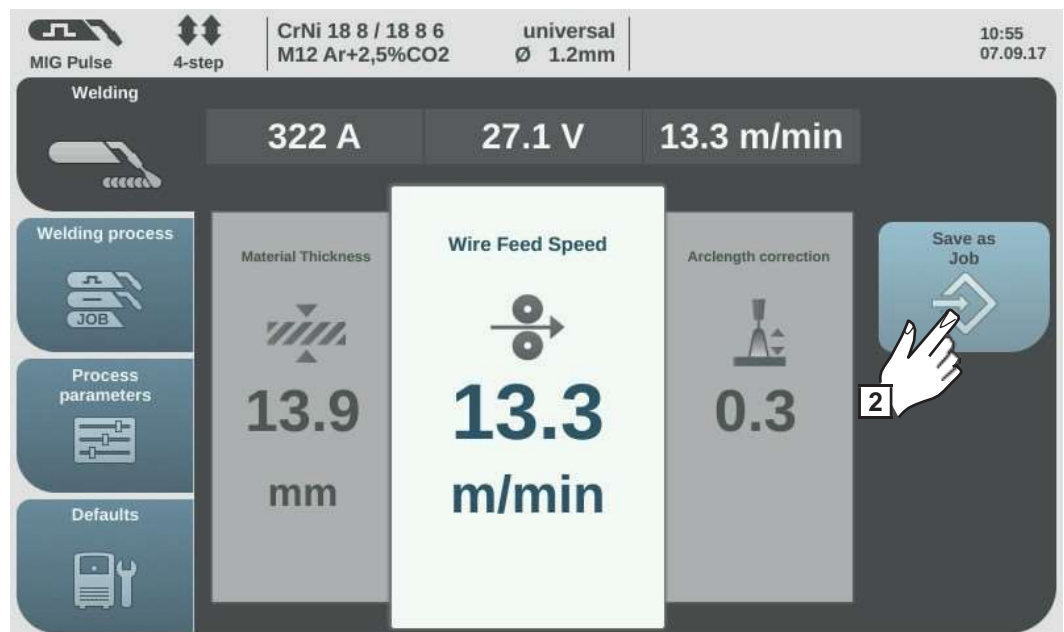 MIG Pulse
4-step
CrNi 18 8 / 18 8 6 universal
M12 Ar+2,5%CO2 Ø 1.2mm
10:55
07.09.17
Welding
322 A
27.1 V
13.3 m/min
Welding process
JOB
Process
parameters
Defaults
Material Thickness
13.9
mm
Wire Feed Speed
13.3
m/min
Arclength correction
0.3
Save as
Job
2